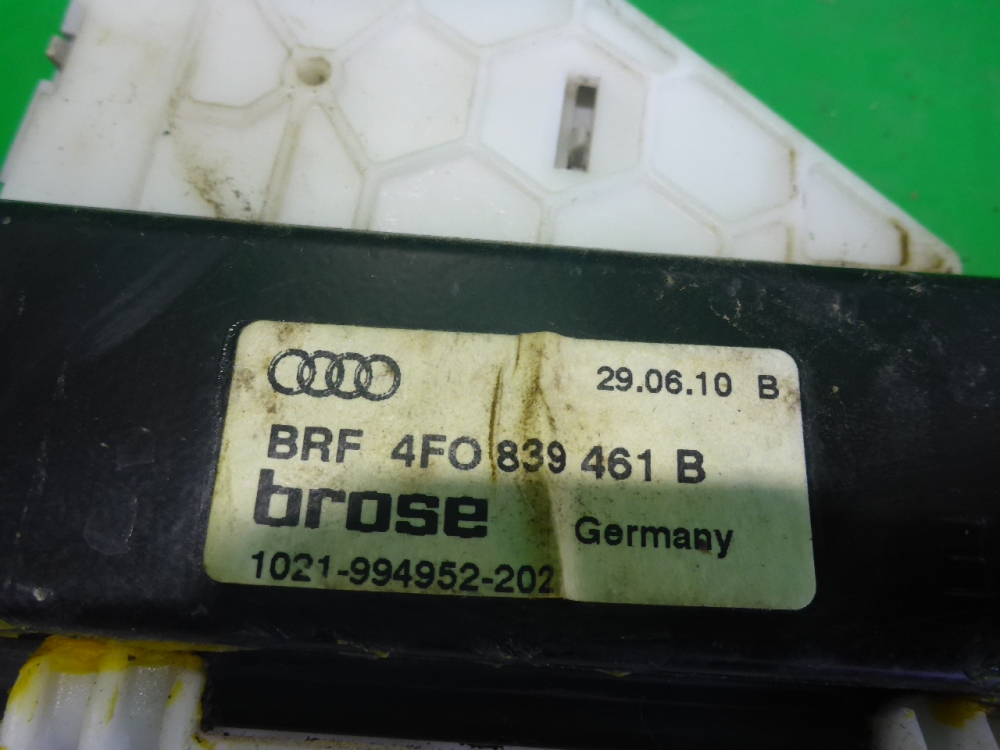 29.06.10 B
BRF 4F0 839 461 B
brose
Germany
1021-994952-202